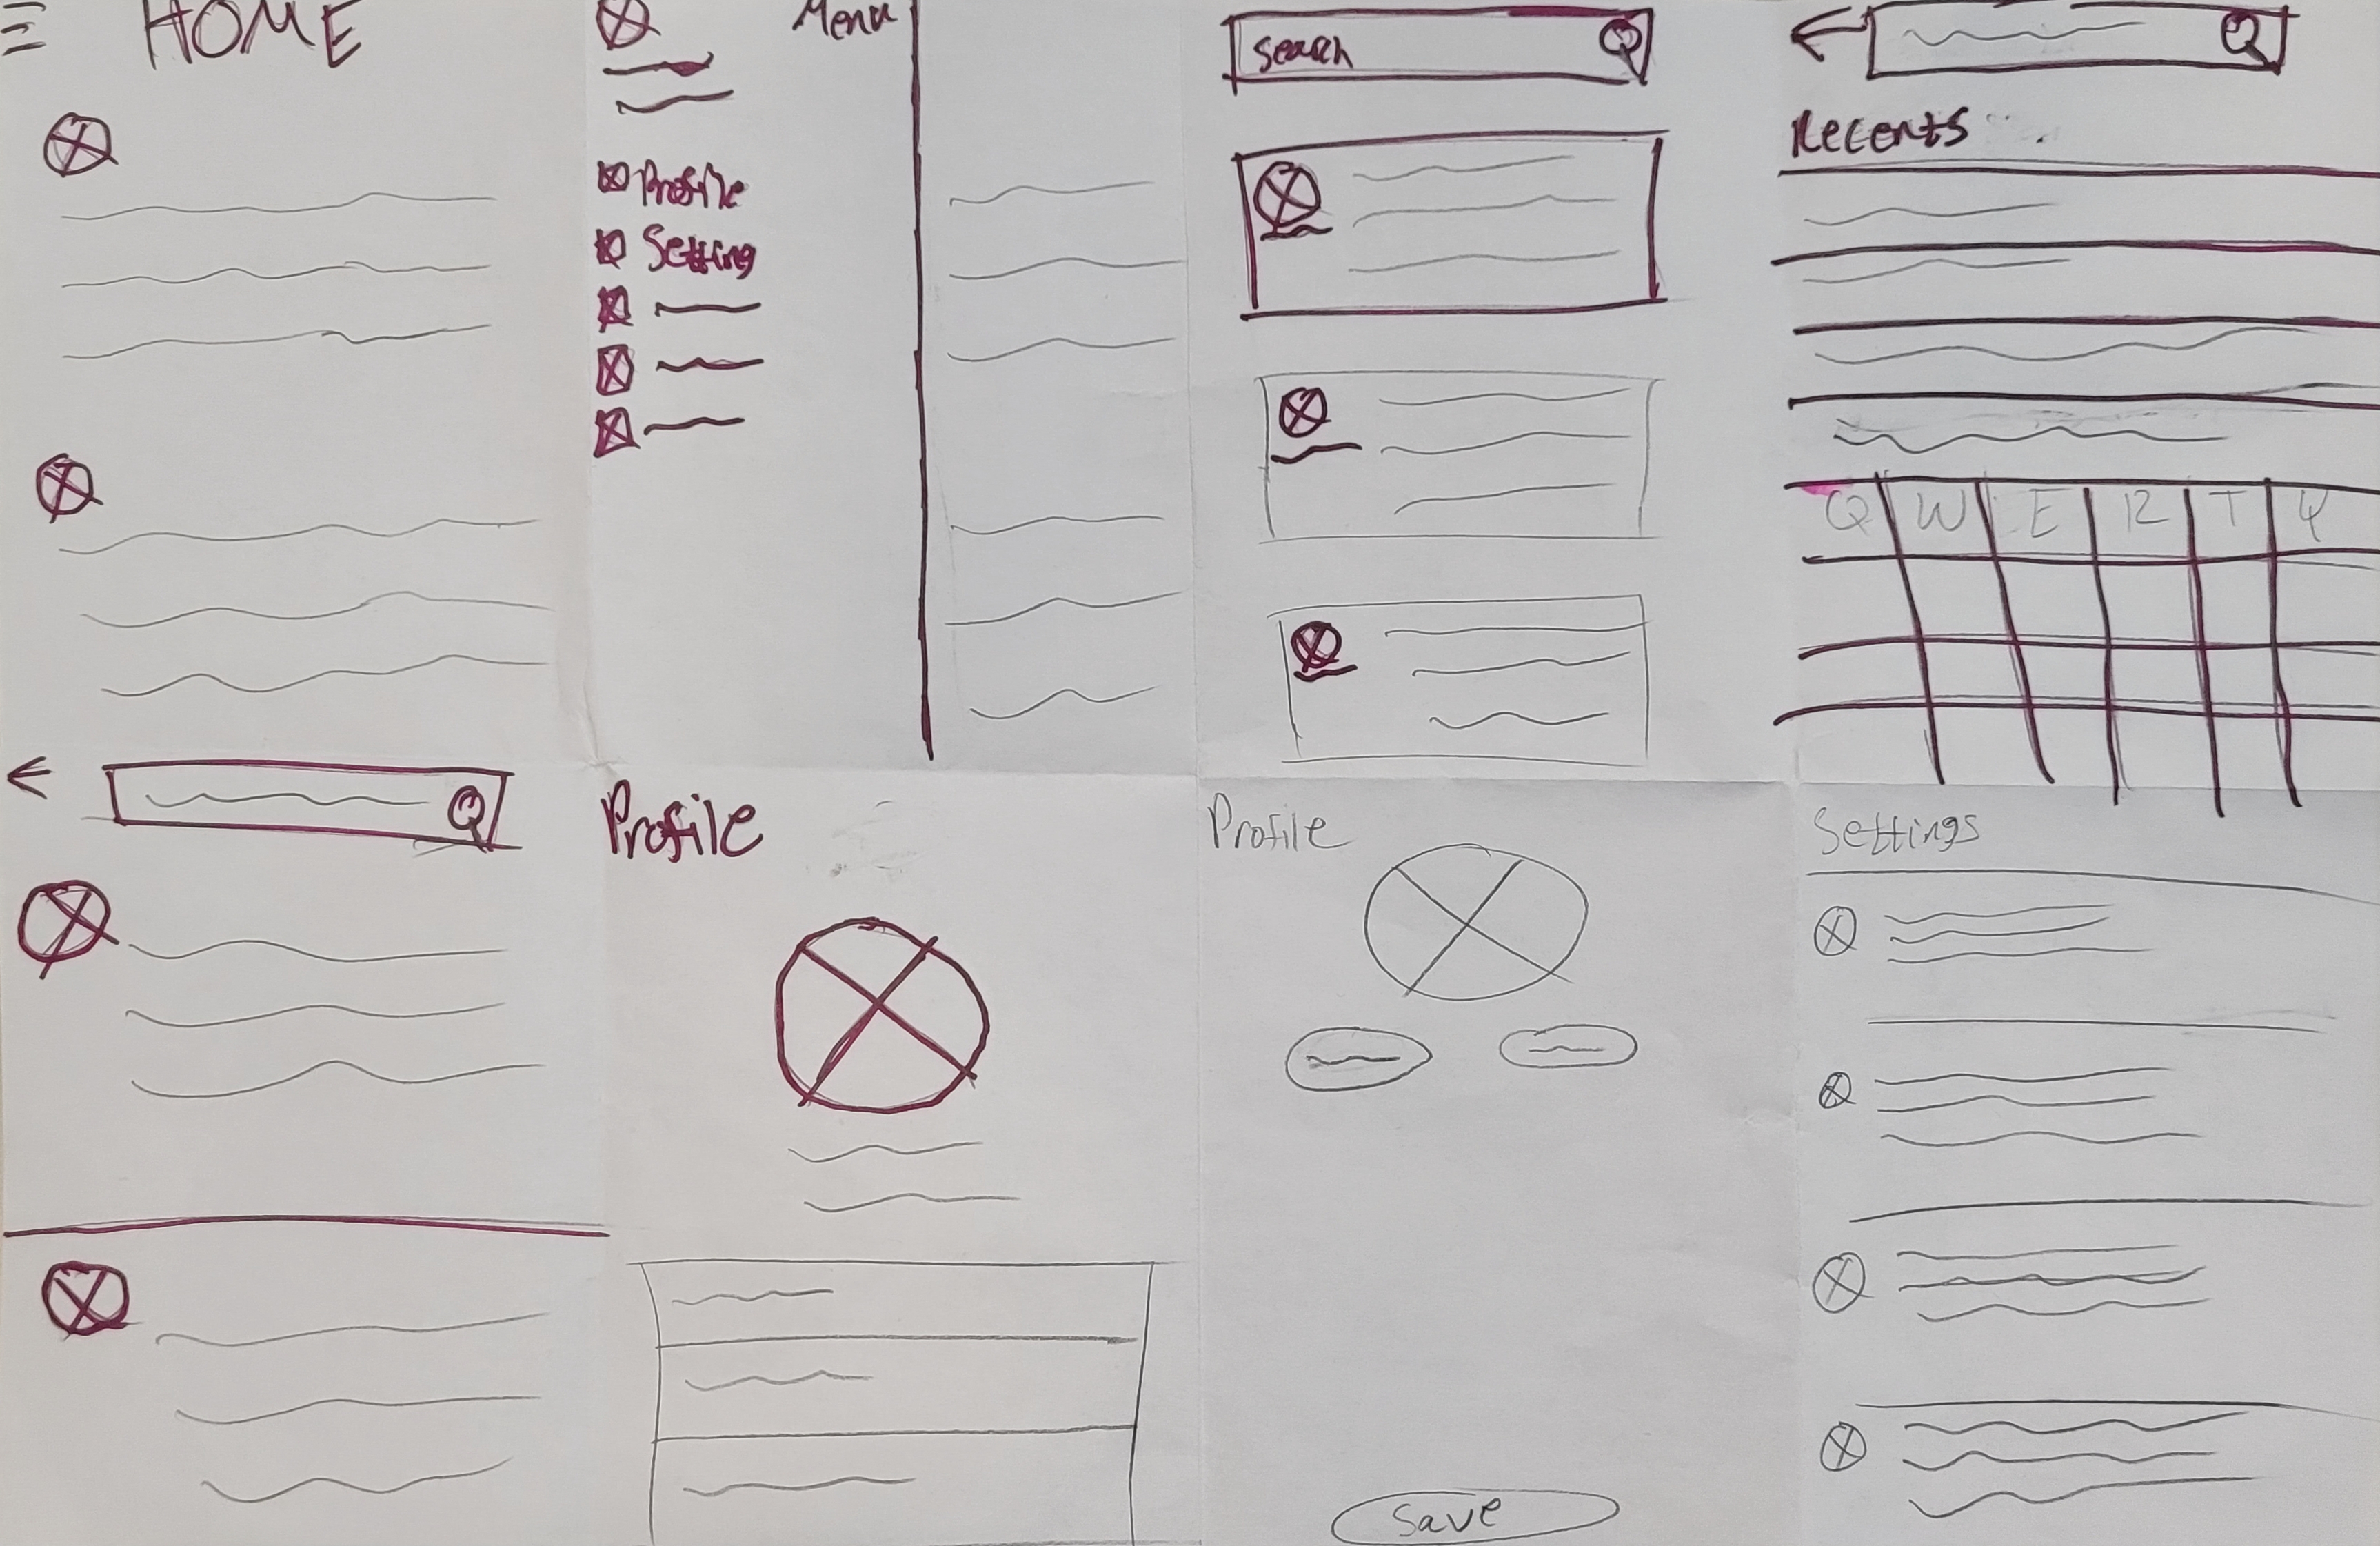 HOME
Menu
Profile
Setting
Search
Recents
Q W E R T Y
Profile
Profile
Save
Settings